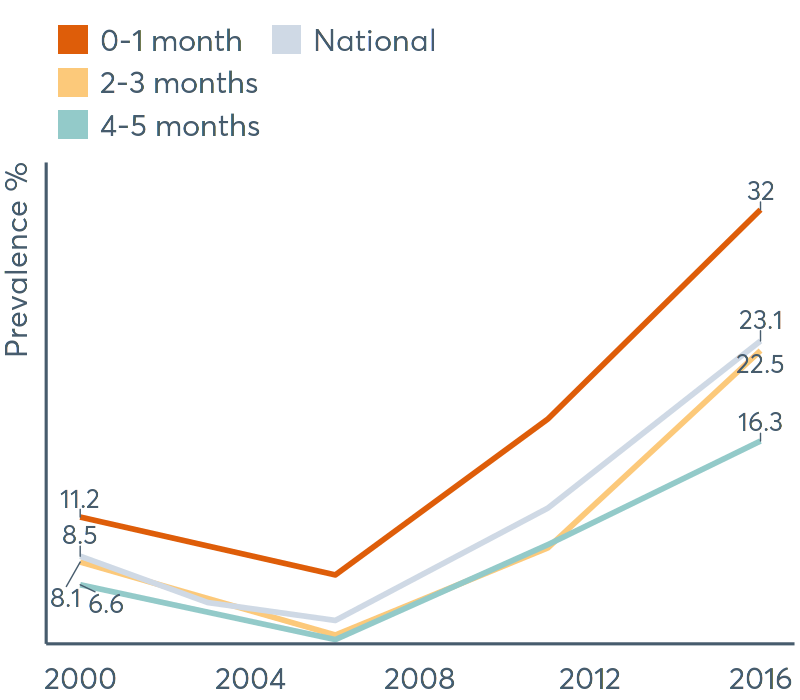 0-1 month National
2-3 months
4-5 months
Prevalence %
32
23.1
22.5
16.3
11.2
8.5
8.1 6.6
2000 2004 2008 2012 2016